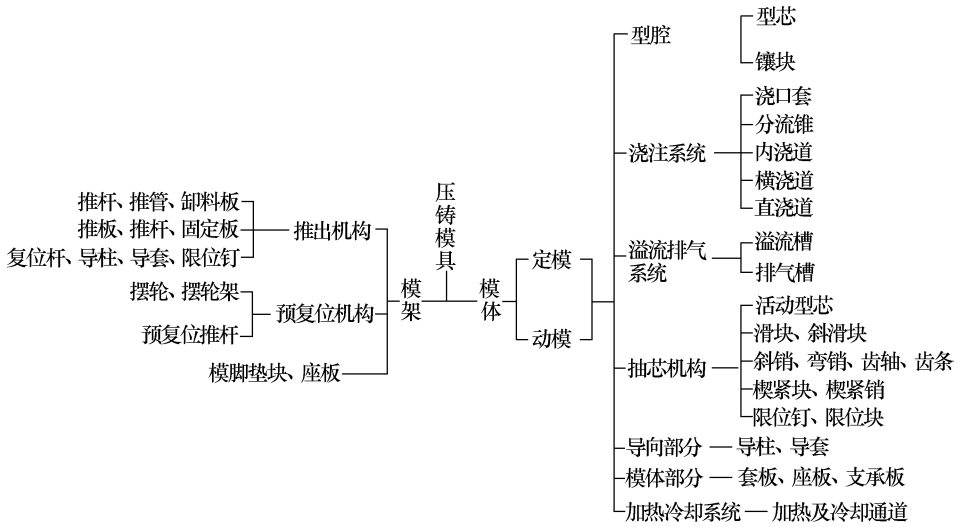 压铸模具
模架
推出机构
推杆、推管、卸料板
推板、推杆、固定板
复位杆、导柱、导套、限位钉
预复位机构
摆轮、摆轮架
预复位推杆
模脚垫块、座板
模体
定模
动模
型腔
型芯
镶块
浇注系统
浇口套
分流锥
内浇道
横浇道
直浇道
溢流排气
系统
溢流槽
排气槽
抽芯机构
活动型芯
滑块、斜滑块
斜销、弯销、齿轴、齿条
楔紧块、楔紧销
限位钉、限位块
导向部分
导柱、导套
模体部分
套板、座板、支承板
加热冷却系统
加热及冷却通道